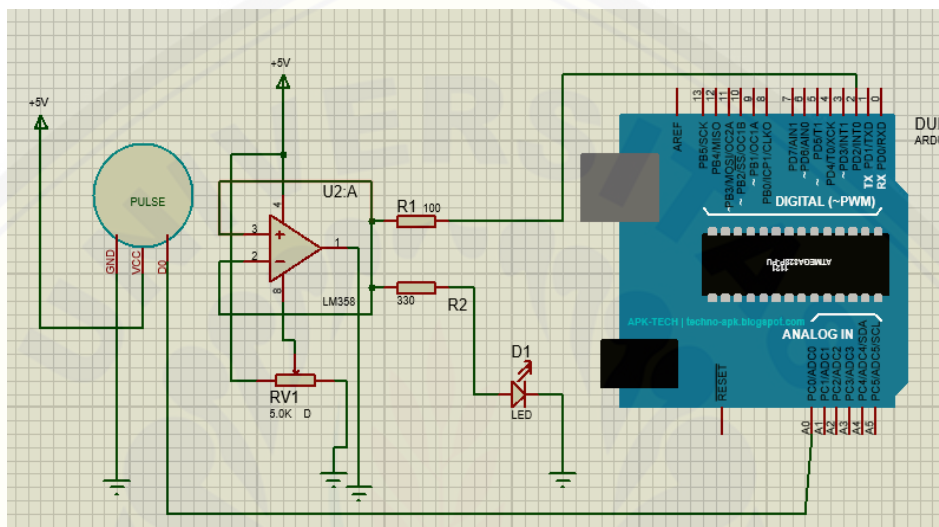 +5V
PULSE
GND
VCC
D0
+5V
U2:A
4
3
2
1
8
LM358
RV1
5.0K D
R1 100
330
R2
D1
LED
DUI
ARDU
AREF
13
12
11
10
9
8
7
6
5
4
3
2
1
0
PB5/SCK
PB4/MISO
~PB3/MOSI/OC2A
~PB2/SS/OC1B
~PB1/OC1A
PB0/ICP1/CLKO
PD7/AIN1
~PD6/AIN0
~PD5/T1
PD4/T0/XCK
~PD3/INT1
PD2/INT0
PD1/TXD
PD0/RXD
TX
RX
DIGITAL (~PWM)
1121
ATMEGA328P-PU
APK-TECH | techno-apk.blogspot.com
ANALOG IN
RESET
PC0/ADC0
PC1/ADC1
PC2/ADC2
PC3/ADC3
PC4/ADC4/SDA
PC5/ADC5/SCL
A0
A1
A2
A3
A4
A5